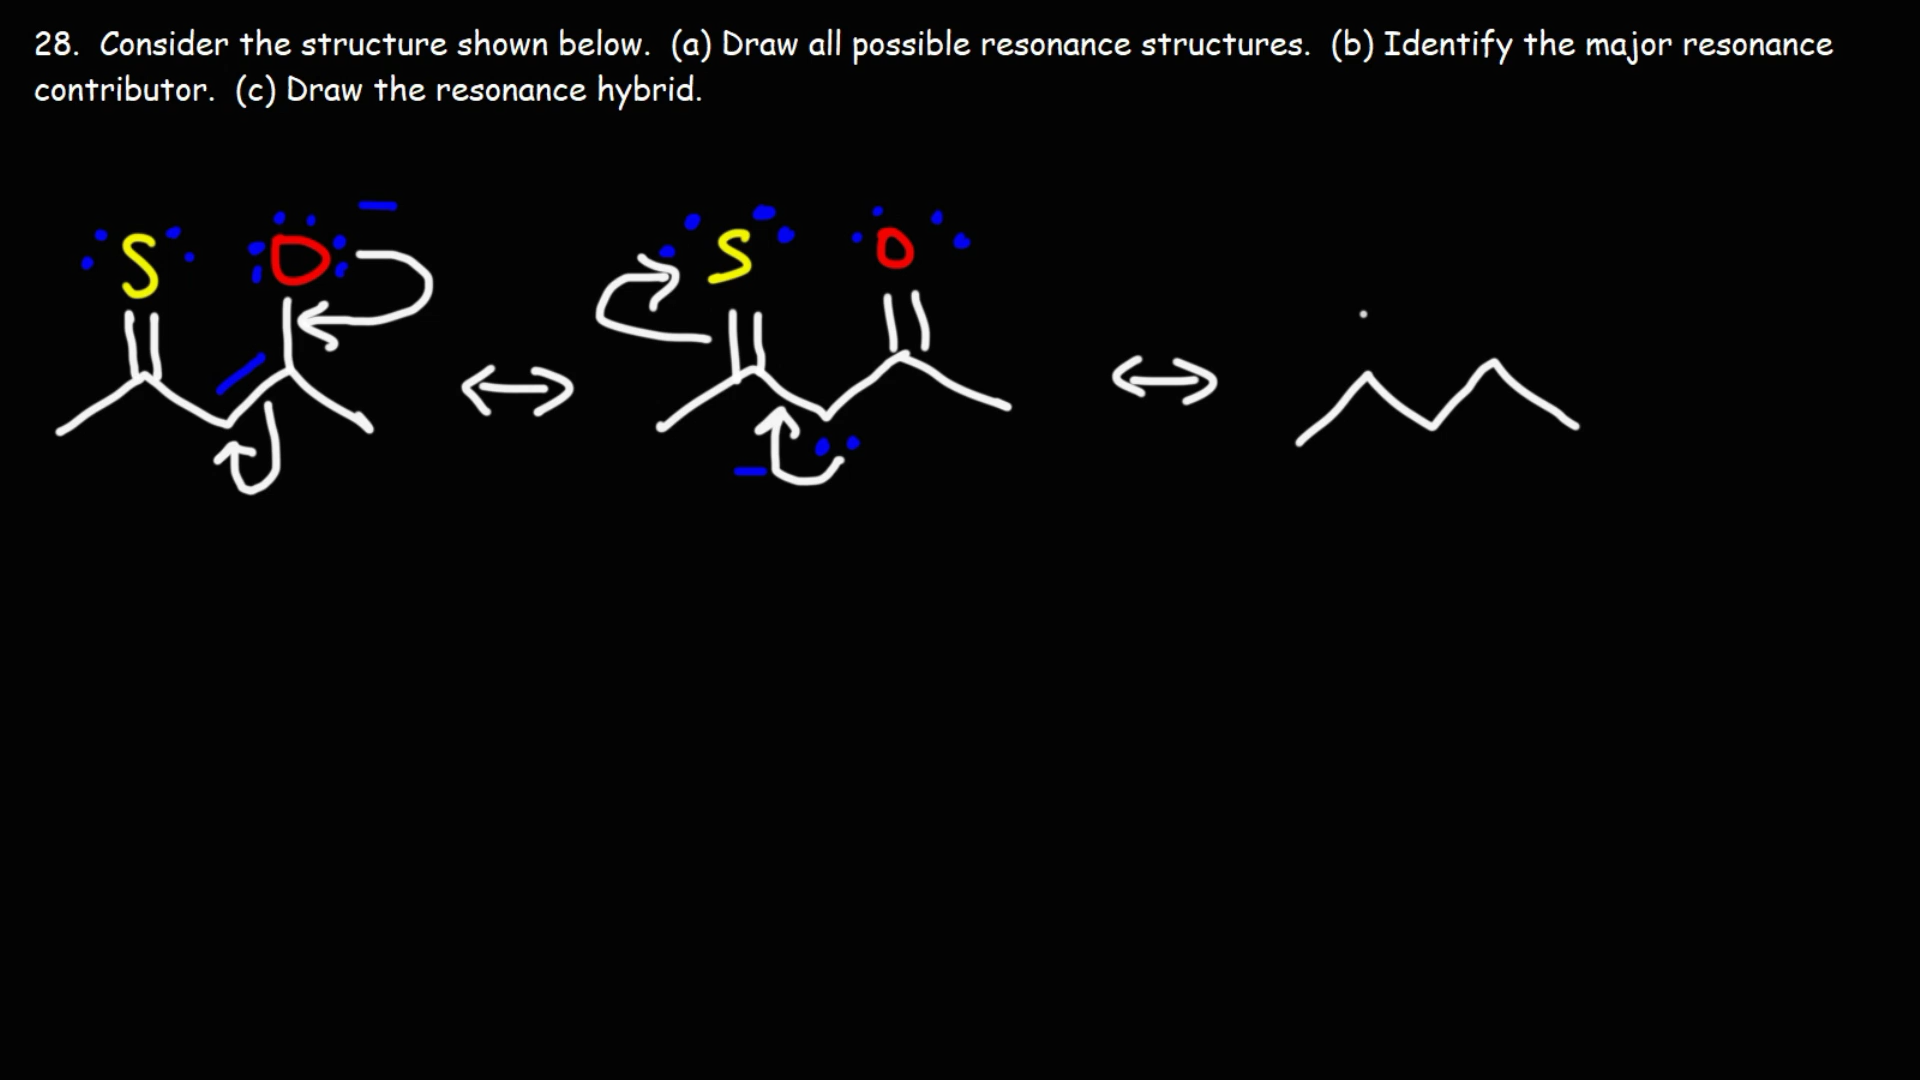 28. Consider the structure shown below. (a) Draw all possible resonance structures. (b) Identify the major resonance
contributor. (c) Draw the resonance hybrid.
S O S O